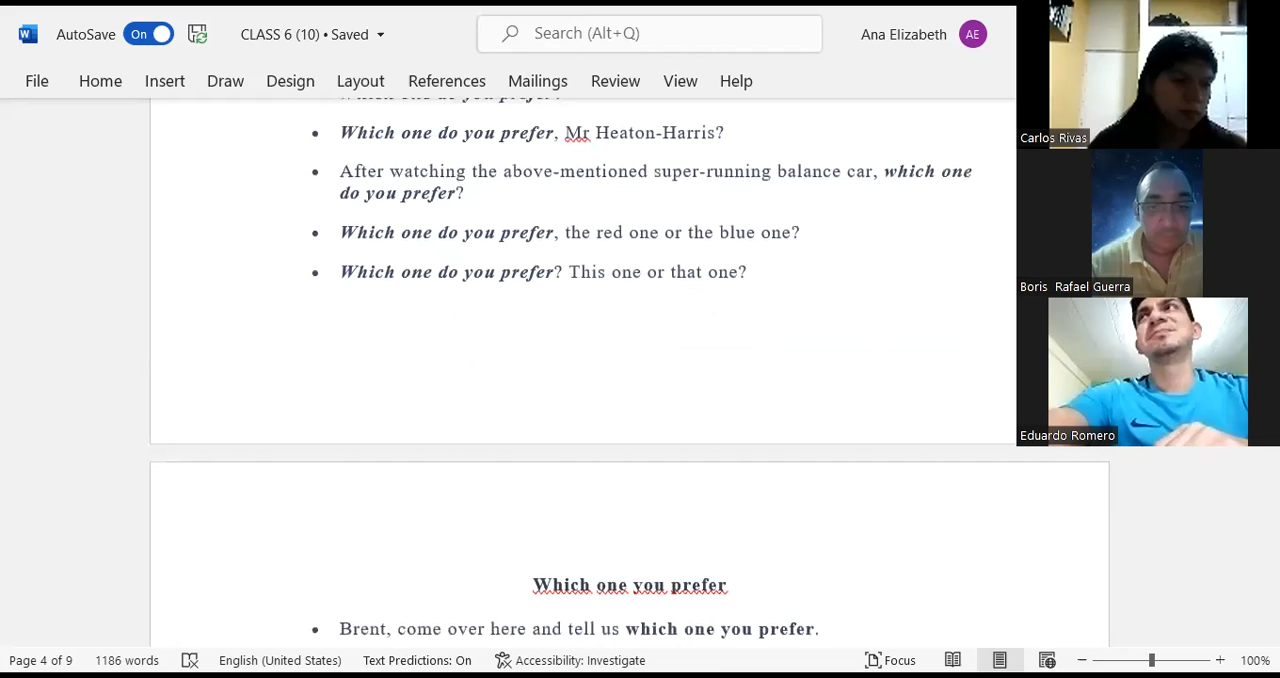 AutoSave On CLASS 6 (10) • Saved Search (Alt+Q) Ana Elizabeth AE
File Home Insert Draw Design Layout References Mailings Review View Help
Which one do you prefer?
• Which one do you prefer, Mr Heaton-Harris?
• After watching the above-mentioned super-running balance car, which one
do you prefer?
• Which one do you prefer, the red one or the blue one?
• Which one do you prefer? This one or that one?
Which one you prefer
• Brent, come over here and tell us which one you prefer.
Page 4 of 9 1186 words English (United States) Text Predictions: On Accessibility: Investigate Focus 100%
Carlos Rivas
Boris Rafael Guerra
Eduardo Romero